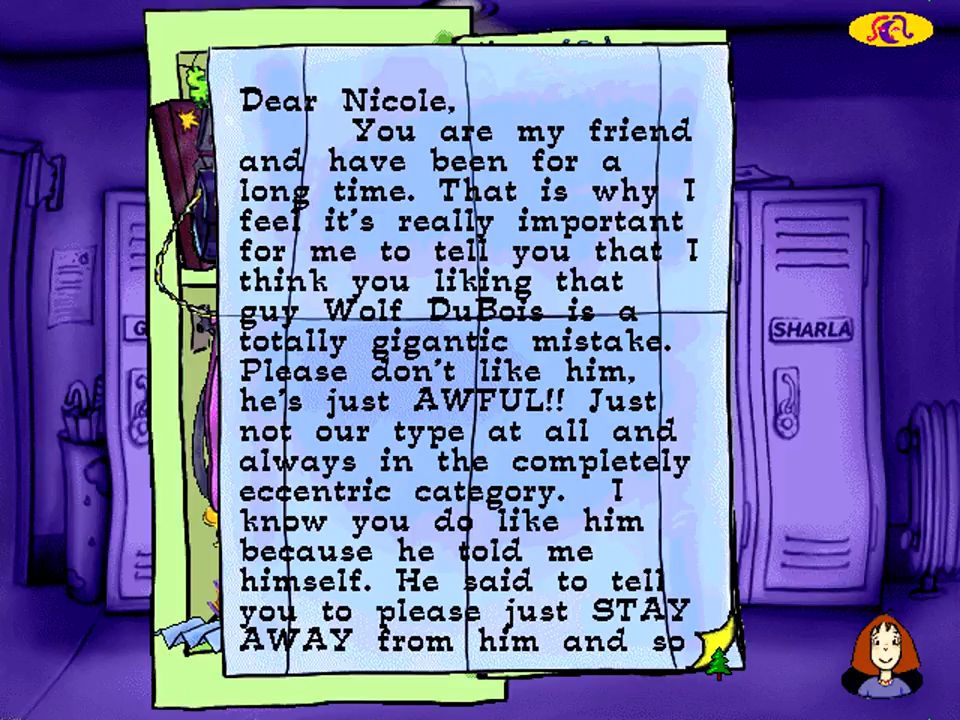 Dear Nicole,
You are my friend
and have been for a
long time. That is why I
feel it's really important
for me to tell you that I
think you liking that
guy Wolf DuBois is a
totally gigantic mistake.
Please don't like him,
he's just AWFUL!! Just
not our type at all and
always in the completely
eccentric category. I
know you do like him
because he told me
himself. He said to tell
you to please just STAY
AWAY from him and so
SHARLA
G